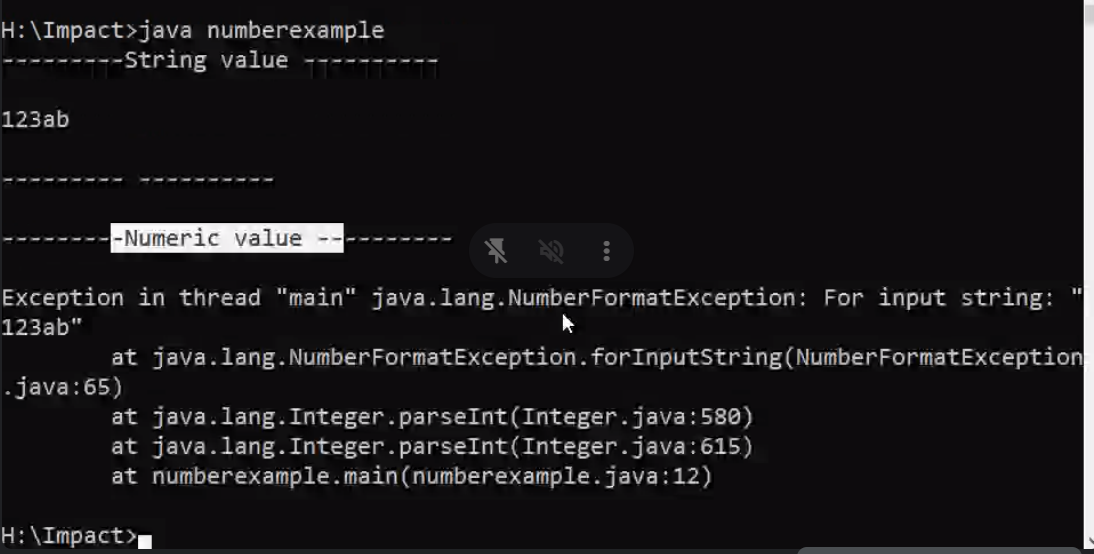 H:\Impact>java numberexample
---------String value ----------
123ab
--------- ----------
---------Numeric value ----------
Exception in thread "main" java.lang.NumberFormatException: For input string: "
123ab"
        at java.lang.NumberFormatException.forInputString(NumberFormatException
.java:65)
        at java.lang.Integer.parseInt(Integer.java:580)
        at java.lang.Integer.parseInt(Integer.java:615)
        at numberexample.main(numberexample.java:12)
H:\Impact>